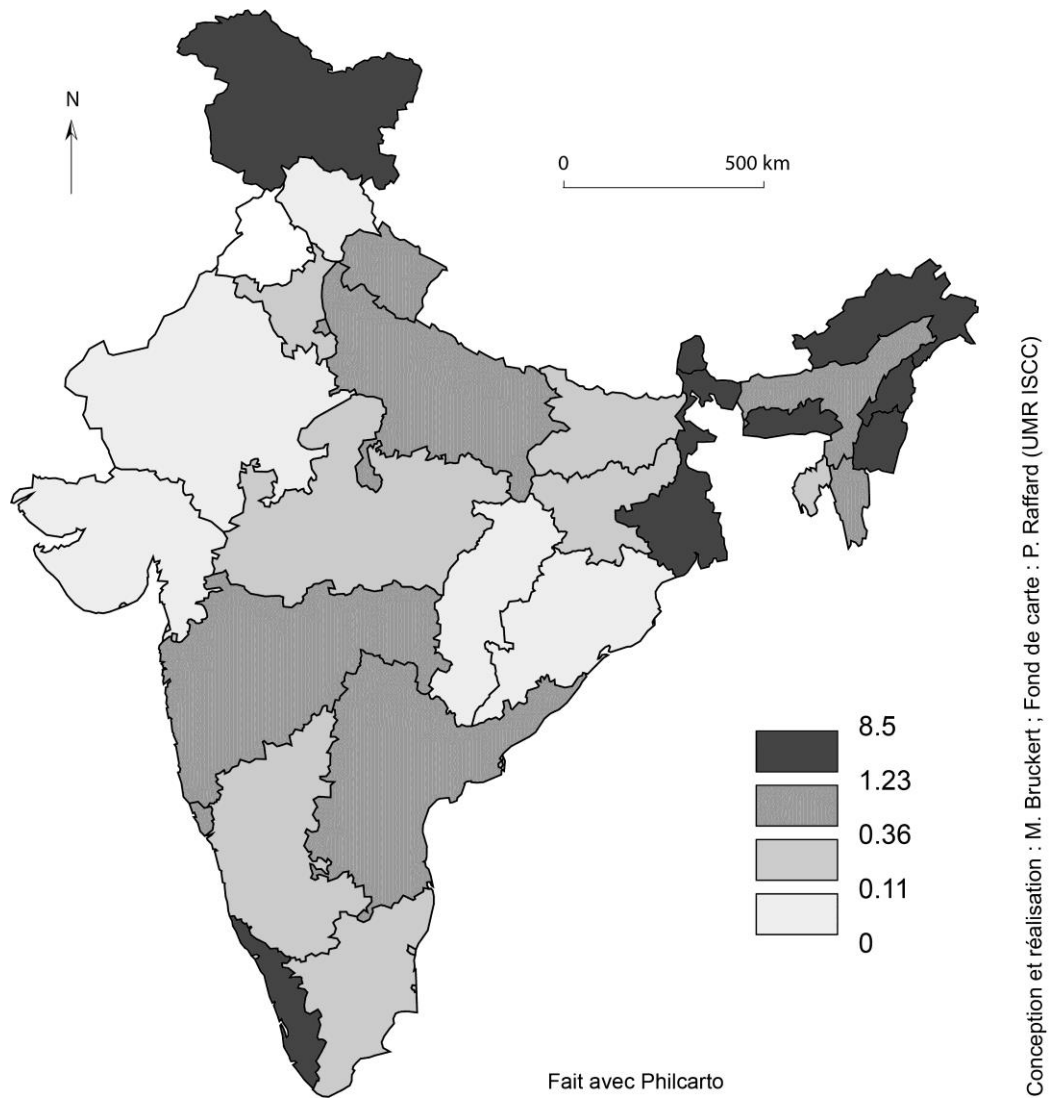 N
0 500 km
8.5
1.23
0.36
0.11
0
Fait avec Philcarto
Conception et réalisation : M. Bruckert ; Fond de carte : P. Raffard (UMR ISCC)